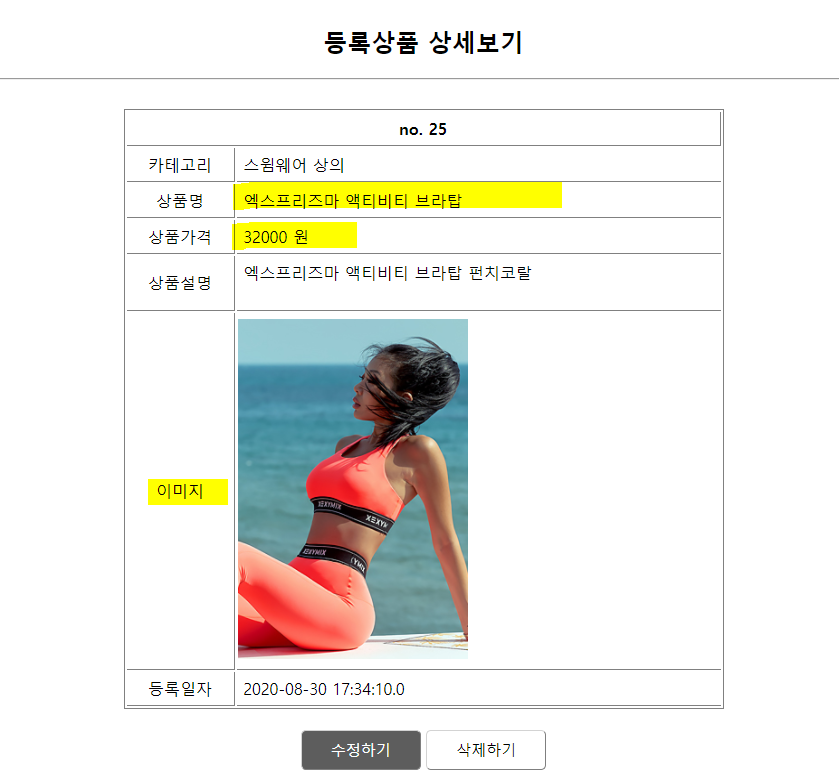 등록상품 상세보기
no. 25
카테고리 스윔웨어 상의
상품명 엑스프리즈마 액티비티 브라탑
상품가격 32000 원
상품설명 엑스프리즈마 액티비티 브라탑 펀치코랄
이미지
XEXYMIX XEXYM
XEXYMIX (YMIX
등록일자 2020-08-30 17:34:10.0
수정하기 삭제하기